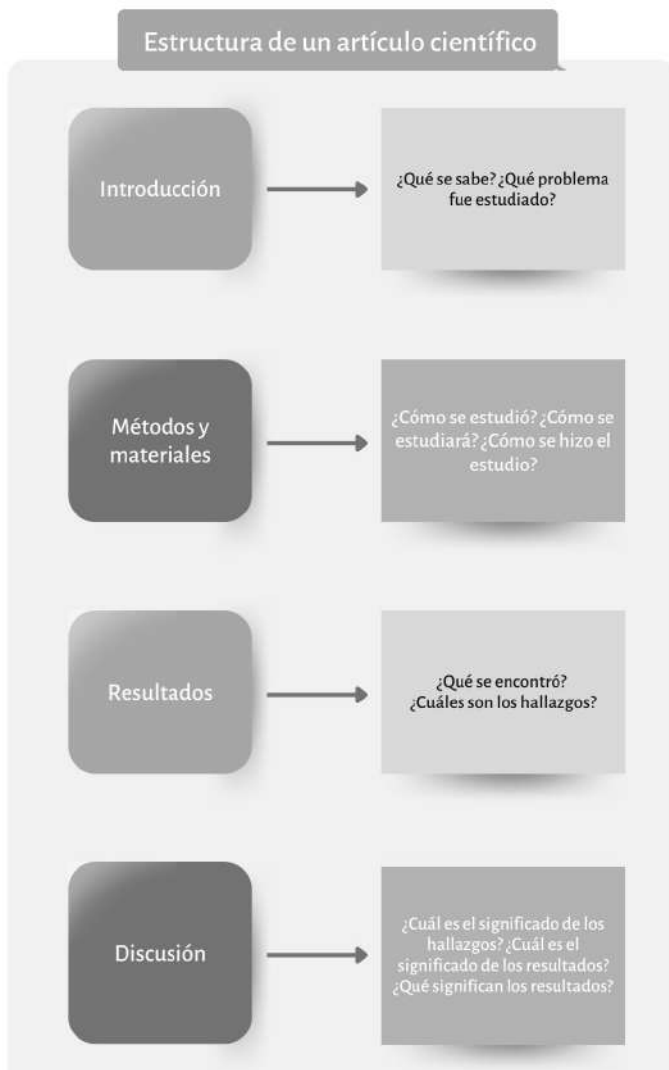 Estructura de un artículo científico
Introducción
¿Qué se sabe? ¿Qué problema
fue estudiado?
Métodos y
materiales
¿Cómo se estudió? ¿Cómo se
estudiará? ¿Cómo se hizo el
estudio?
Resultados
¿Qué se encontró?
¿Cuáles son los hallazgos?
Discusión
¿Cuál es el significado de los
hallazgos? ¿Cuál es el
significado de los resultados?
¿Qué significan los resultados?